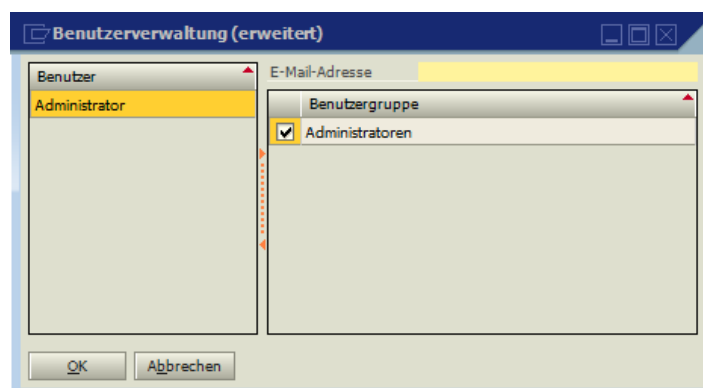 Benutzerverwaltung (erweitert)
Benutzer
Administrator
E-Mail-Adresse
Benutzergruppe
Administratoren
OK
Abbrechen